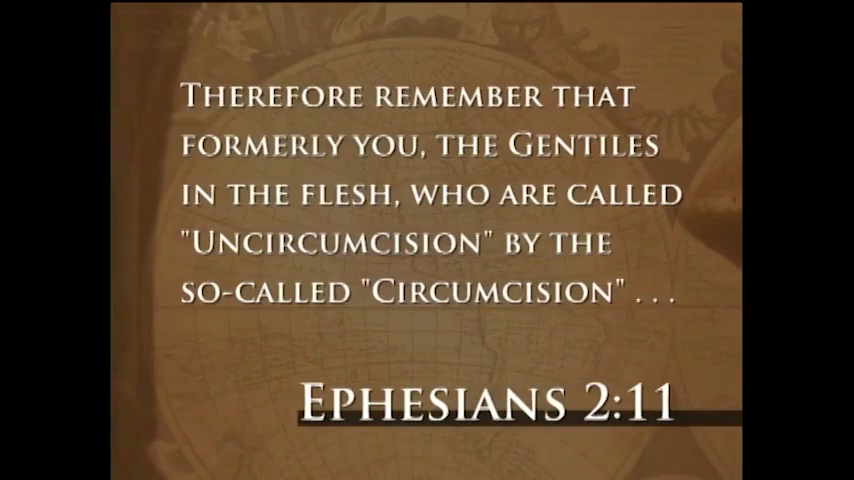 Therefore remember that
formerly you, the Gentiles
in the flesh, who are called
"Uncircumcision" by the
so-called "Circumcision" . . .
Ephesians 2:11